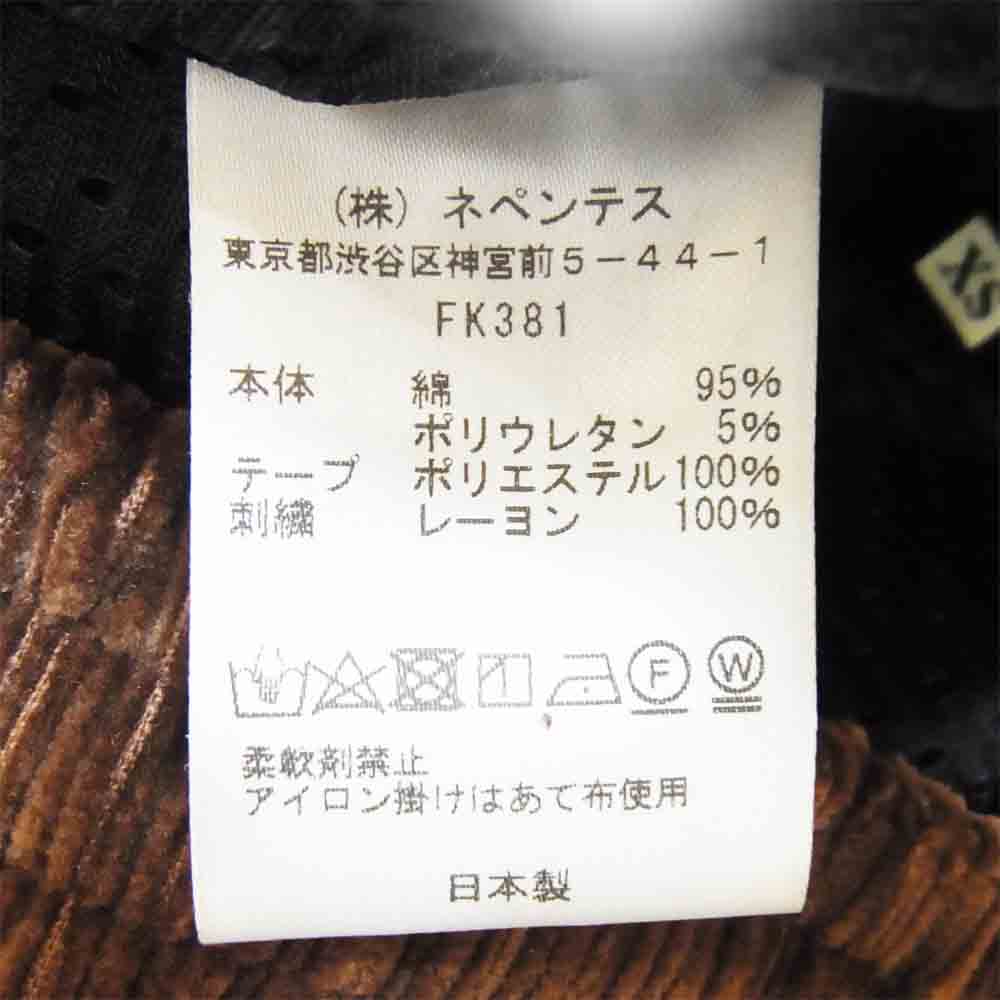 (株) ネペンテス
東京都渋谷区神宮前5-44-1
FK381
本体 綿 95%
ポリウレタン 5%
テープ ポリエステル 100%
刺繍 レーヨン 100%
F W
柔軟剤禁止
アイロン掛けはあて布使用
日本製
XS